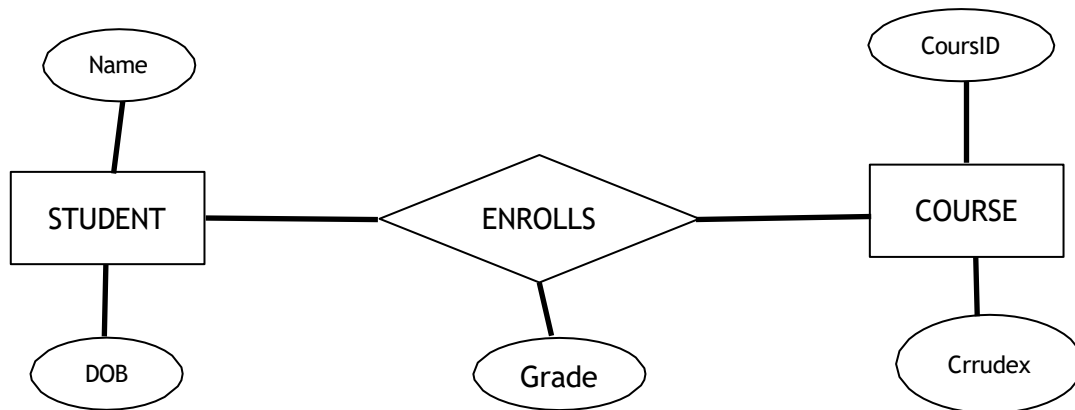 Name
CoursID
STUDENT
ENROLLS
COURSE
DOB
Grade
Crrudex